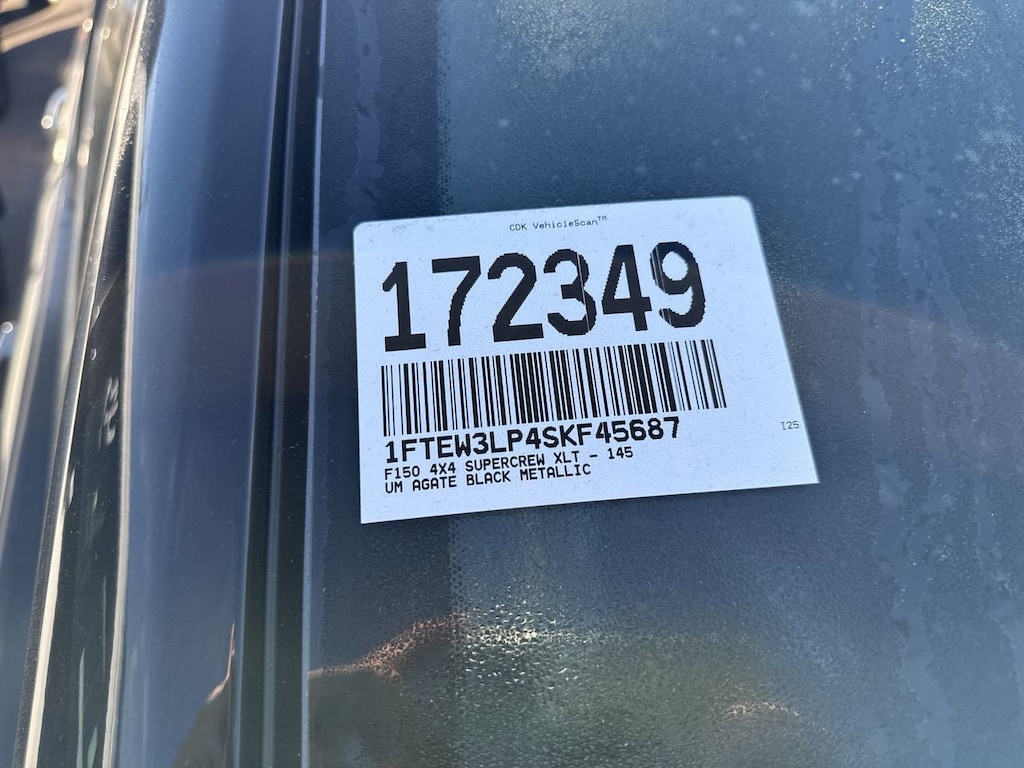 CDK VehicleScan™
172349
1FTEW3LP4SKF45687
F150 4X4 SUPERCREW XLT - 145
UM AGATE BLACK METALLIC
I25